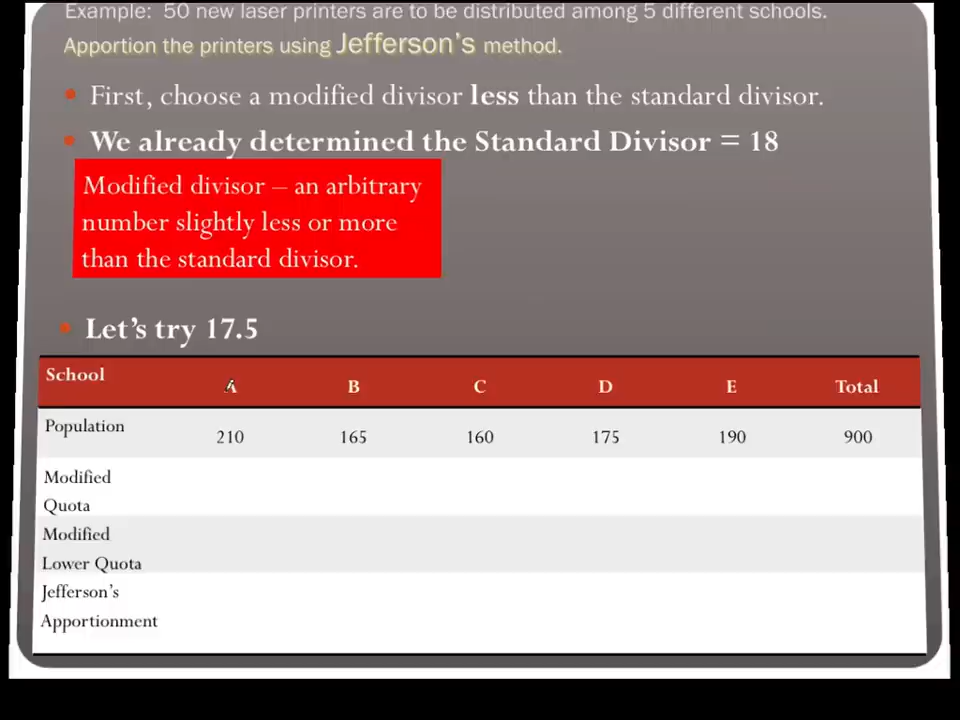 Example: 50 new laser printers are to be distributed among 5 different schools.
Apportion the printers using Jefferson's method.
• First, choose a modified divisor less than the standard divisor.
• We already determined the Standard Divisor = 18
Modified divisor – an arbitrary
number slightly less or more
than the standard divisor.
• Let's try 17.5
School A B C D E Total
Population 210 165 160 175 190 900
Modified
Quota
Modified
Lower Quota
Jefferson's
Apportionment